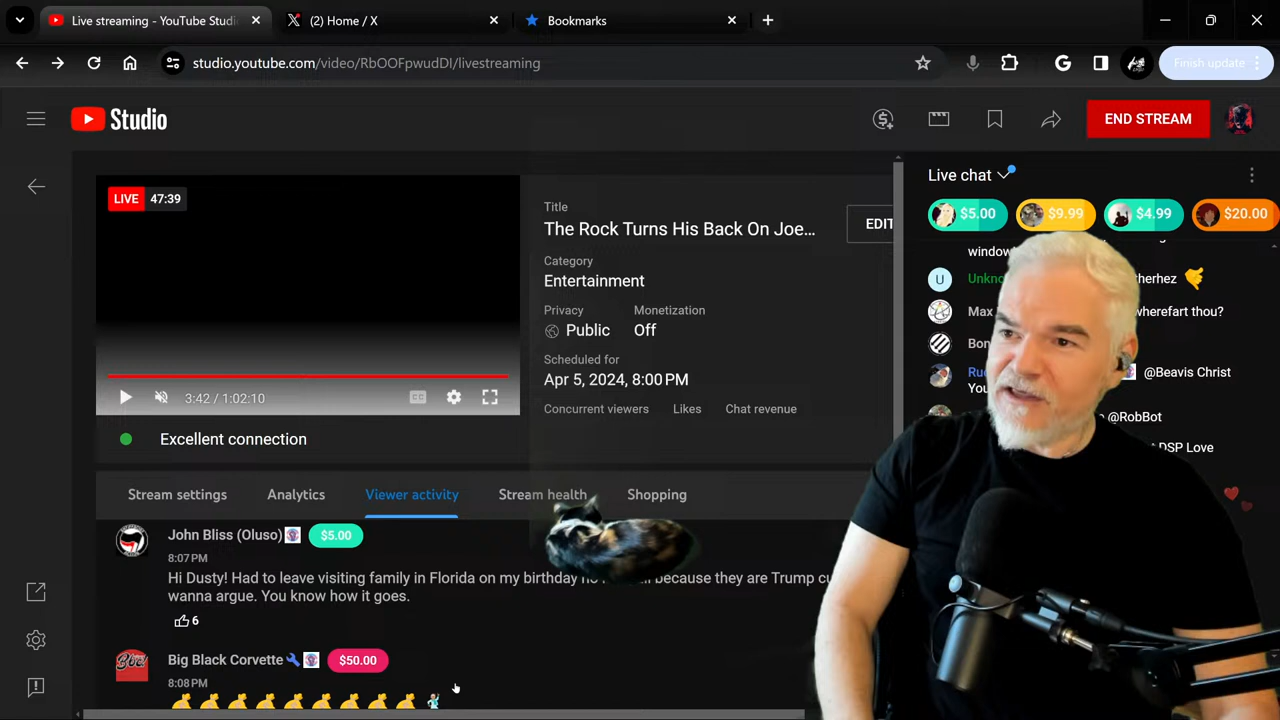 Live streaming - YouTube Studi
(2) Home / X
Bookmarks
studio.youtube.com/video/RbOOFpwudDI/livestreaming
Finish update
Studio
END STREAM
LIVE 47:39
3:42 / 1:02:10
Excellent connection
Title
The Rock Turns His Back On Joe...
EDIT
Category
Entertainment
Privacy Monetization
Public Off
Scheduled for
Apr 5, 2024, 8:00 PM
Concurrent viewers Likes Chat revenue
Stream settings Analytics Viewer activity Stream health Shopping
John Bliss (Oluso) $5.00
8:07 PM
Hi Dusty! Had to leave visiting family in Florida on my birthday because they are Trump cu
wanna argue. You know how it goes.
6
Big Black Corvette $50.00
8:08 PM
Live chat
$5.00 $9.99 $4.99 $20.00
window
U Unkno therhez
Max wherefart thou?
Bon
Rue @Beavis Christ
You
@RobBot
DSP Love